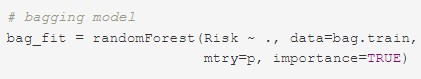 # bagging model
bag_fit = randomForest(Risk ~ ., data=bag.train,
mtry=p, importance=TRUE)